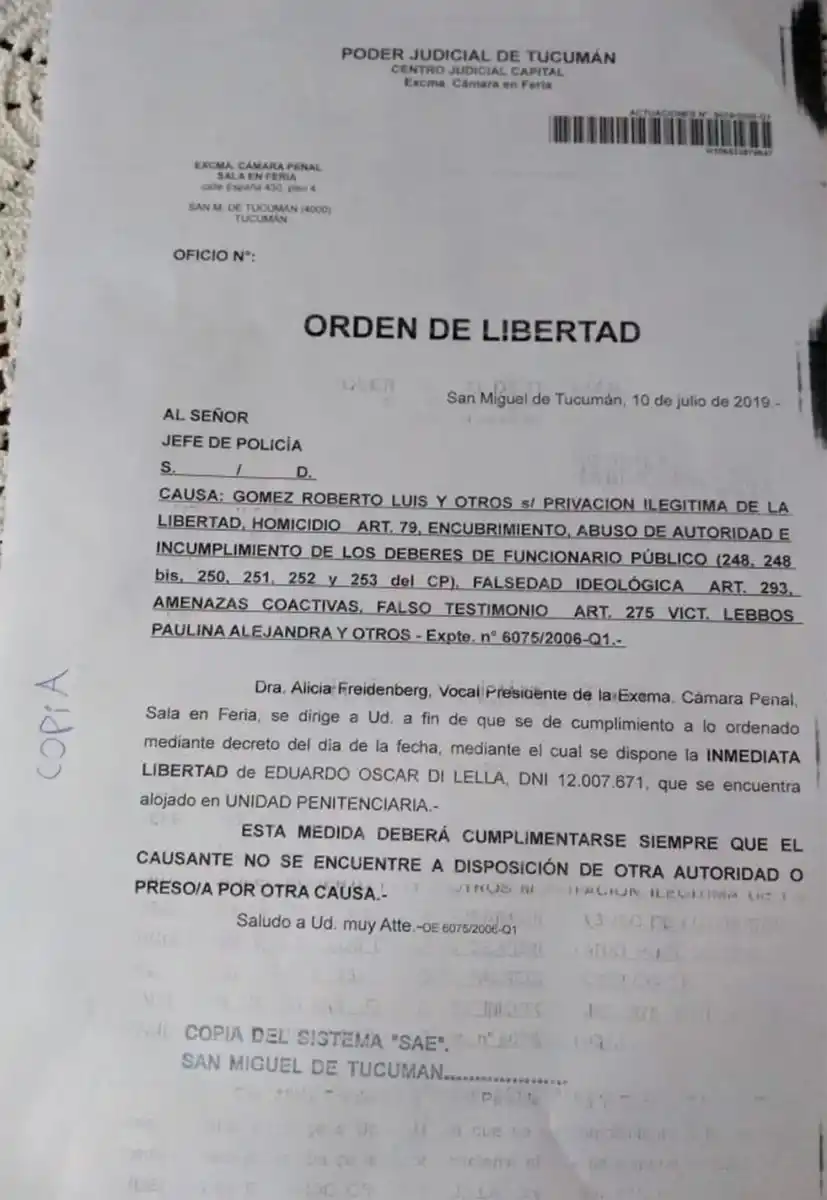 PODER JUDICIAL DE TUCUMÁN
CENTRO JUDICIAL CAPITAL
Excma. Cámara en Feria
ACTUACIONES N°
EXCMA. CÁMARA PENAL
SALA EN FERIA
calle España 430, piso 4
SAN M. DE TUCUMÁN (4000)
TUCUMÁN
OFICIO N°:
ORDEN DE LIBERTAD
San Miguel de Tucumán, 10 de julio de 2019.-
AL SEÑOR
JEFE DE POLICÍA
S. / D.
CAUSA: GOMEZ ROBERTO LUIS Y OTROS s/ PRIVACION ILEGITIMA DE LA
LIBERTAD, HOMICIDIO ART. 79, ENCUBRIMIENTO, ABUSO DE AUTORIDAD E
INCUMPLIMIENTO DE LOS DEBERES DE FUNCIONARIO PÚBLICO (248, 248
bis, 250, 251, 252 y 253 del CP), FALSEDAD IDEOLÓGICA ART. 293,
AMENAZAS COACTIVAS, FALSO TESTIMONIO ART. 275 VICT. LEBBOS
PAULINA ALEJANDRA Y OTROS - Expte. n° 6075/2006-Q1.-
COPIA
Dra. Alicia Freidenberg, Vocal Presidente de la Exema. Cámara Penal,
Sala en Feria, se dirige a Ud. a fin de que se de cumplimiento a lo ordenado
mediante decreto del día de la fecha, mediante el cual se dispone la INMEDIATA
LIBERTAD de EDUARDO OSCAR DI LELLA, DNI 12.007.671, que se encuentra
alojado en UNIDAD PENITENCIARIA.-
ESTA MEDIDA DEBERÁ CUMPLIMENTARSE SIEMPRE QUE EL
CAUSANTE NO SE ENCUENTRE A DISPOSICIÓN DE OTRA AUTORIDAD O
PRESO/A POR OTRA CAUSA.-
Saludo a Ud. muy Atte.-OE 6075/2006-Q1
COPIA DEL SISTEMA "SAE".
SAN MIGUEL DE TUCUMAN....................